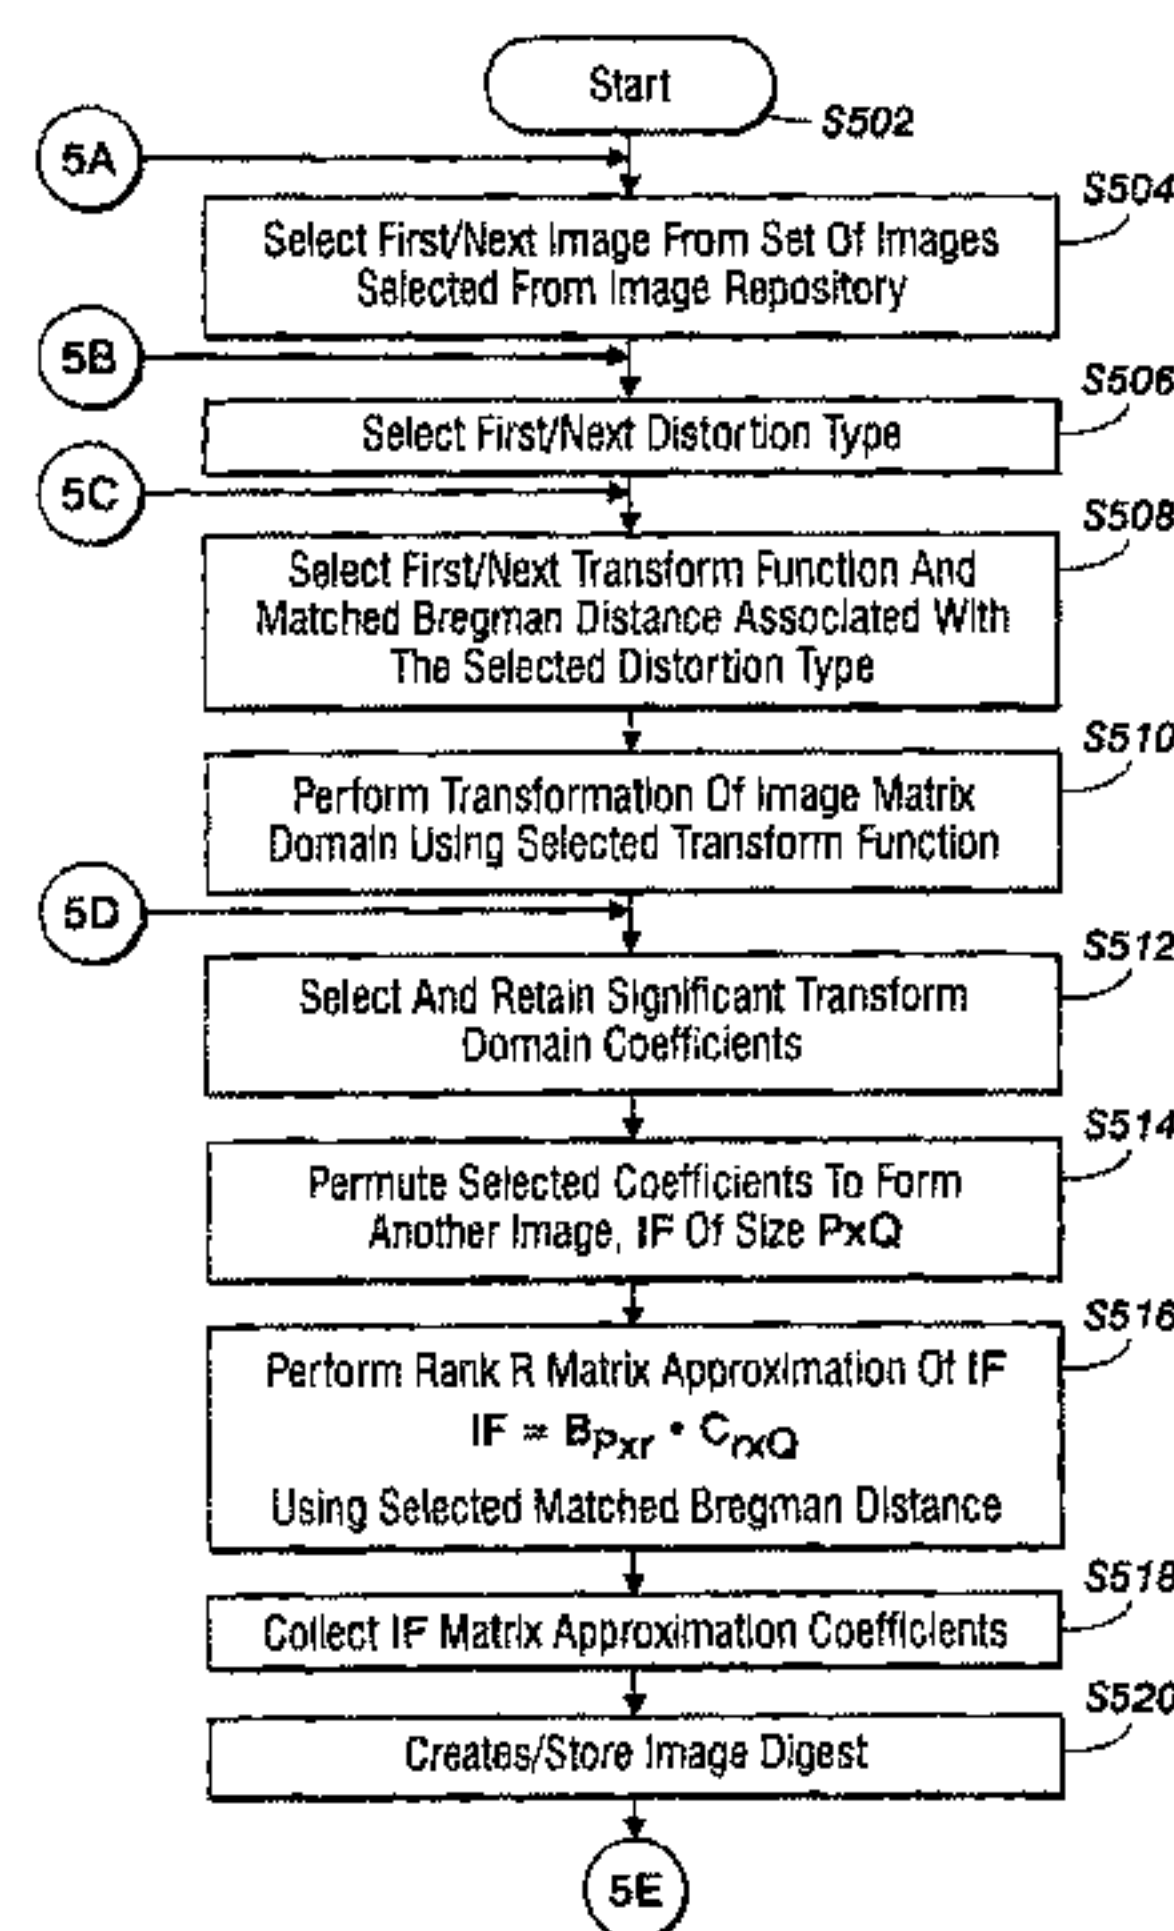 Start
S502
5A
S504
Select First/Next Image From Set Of Images
Selected From Image Repository
5B
S506
Select First/Next Distortion Type
5C
S508
Select First/Next Transform Function And
Matched Bregman Distance Associated With
The Selected Distortion Type
S510
Perform Transformation Of Image Matrix
Domain Using Selected Transform Function
5D
S512
Select And Retain Significant Transform
Domain Coefficients
S514
Permute Selected Coefficients To Form
Another Image, IF Of Size PxQ
S516
Perform Rank R Matrix Approximation Of IF
IF ≈ BPxr • CrxQ
Using Selected Matched Bregman Distance
S518
Collect IF Matrix Approximation Coefficients
S520
Creates/Store Image Digest
5E